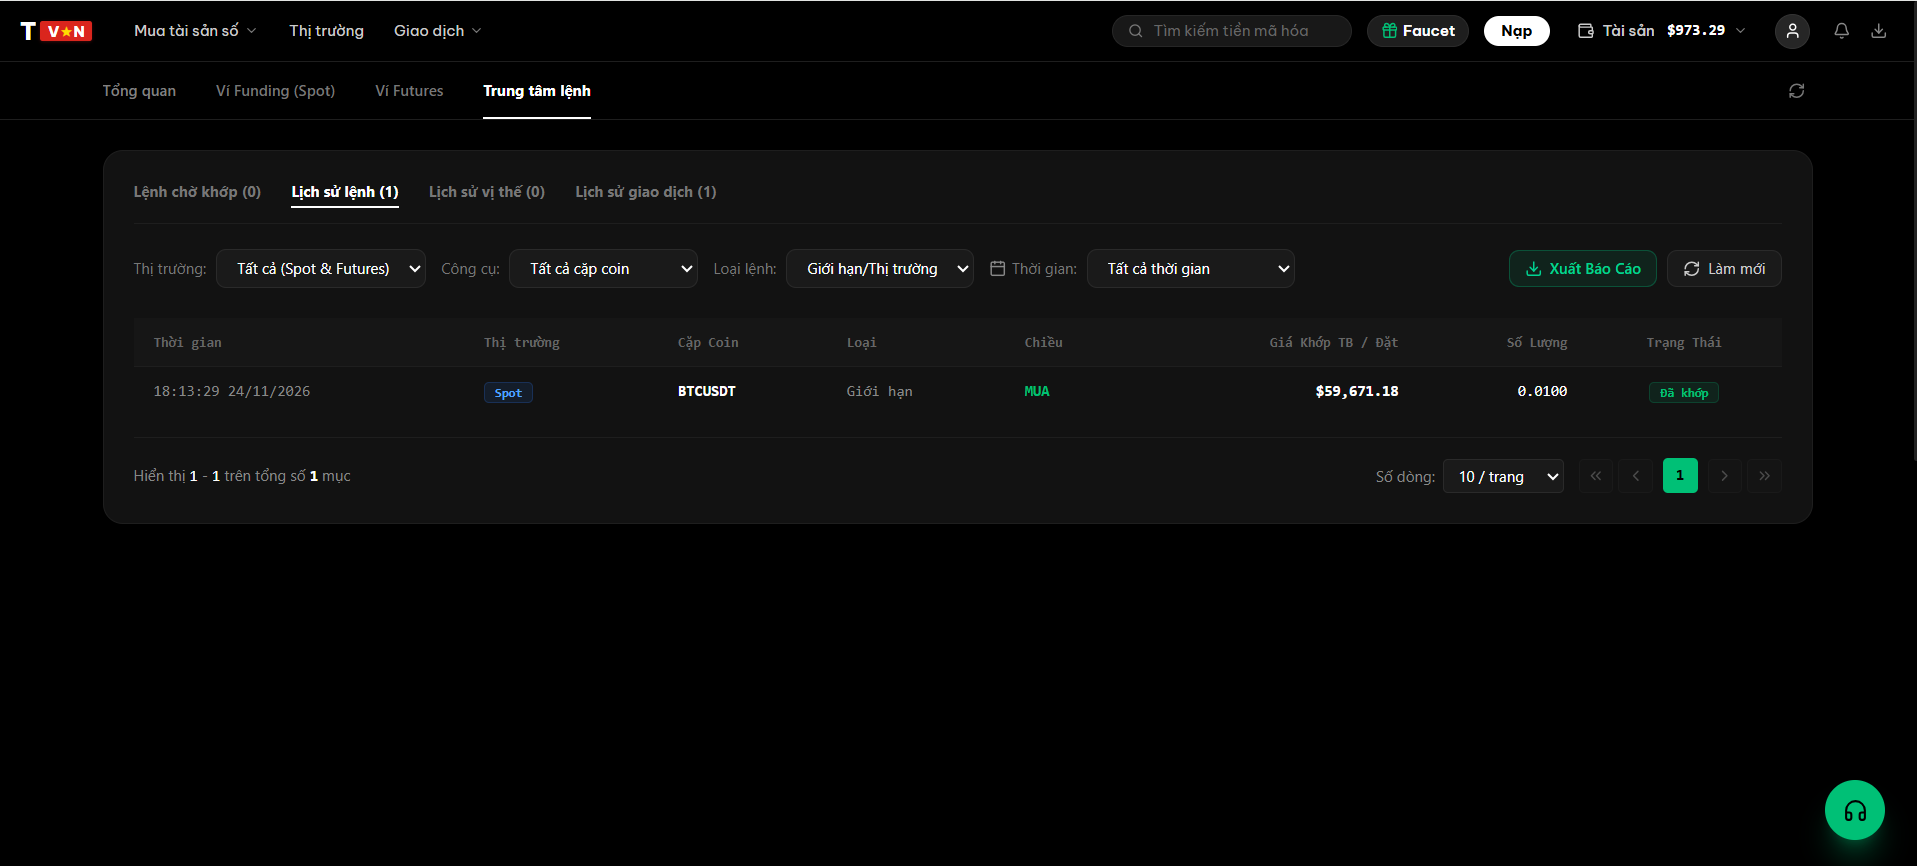 T V★N Mua tài sản số Thị trường Giao dịch Tìm kiếm tiền mã hóa Faucet Nạp Tài sản $973.29
Tổng quan Ví Funding (Spot) Ví Futures Trung tâm lệnh
Lệnh chờ khớp (0) Lịch sử lệnh (1) Lịch sử vị thế (0) Lịch sử giao dịch (1)
Thị trường: Tất cả (Spot & Futures) Công cụ: Tất cả cặp coin Loại lệnh: Giới hạn/Thị trường Thời gian: Tất cả thời gian Xuất Báo Cáo Làm mới
Thời gian Thị trường Cặp Coin Loại Chiều Giá Khớp TB / Đặt Số Lượng Trạng Thái
18:13:29 24/11/2026 Spot BTCUSDT Giới hạn MUA $59,671.18 0.0100 Đã khớp
Hiển thị 1 - 1 trên tổng số 1 mục Số dòng: 10 / trang « ‹ 1 › »